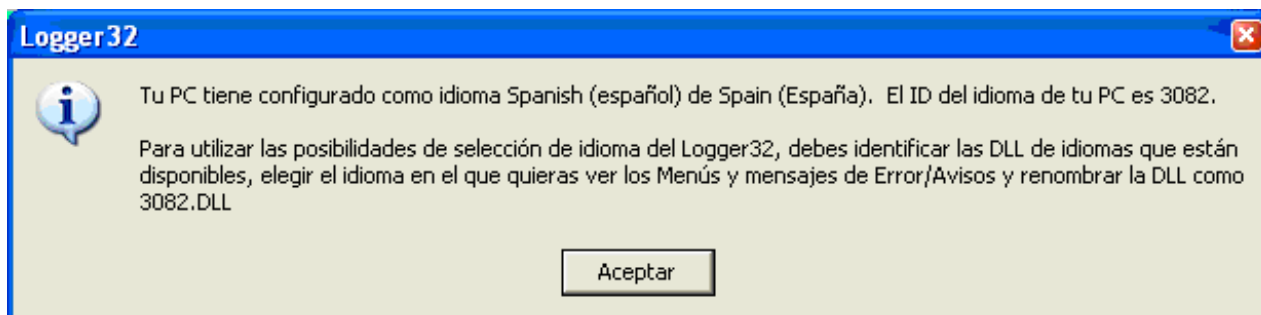 Logger32
Tu PC tiene configurado como idioma Spanish (español) de Spain (España).  El ID del idioma de tu PC es 3082.
Para utilizar las posibilidades de selección de idioma del Logger32, debes identificar las DLL de idiomas que están
disponibles, elegir el idioma en el que quieras ver los Menús y mensajes de Error/Avisos y renombrar la DLL como
3082.DLL
Aceptar